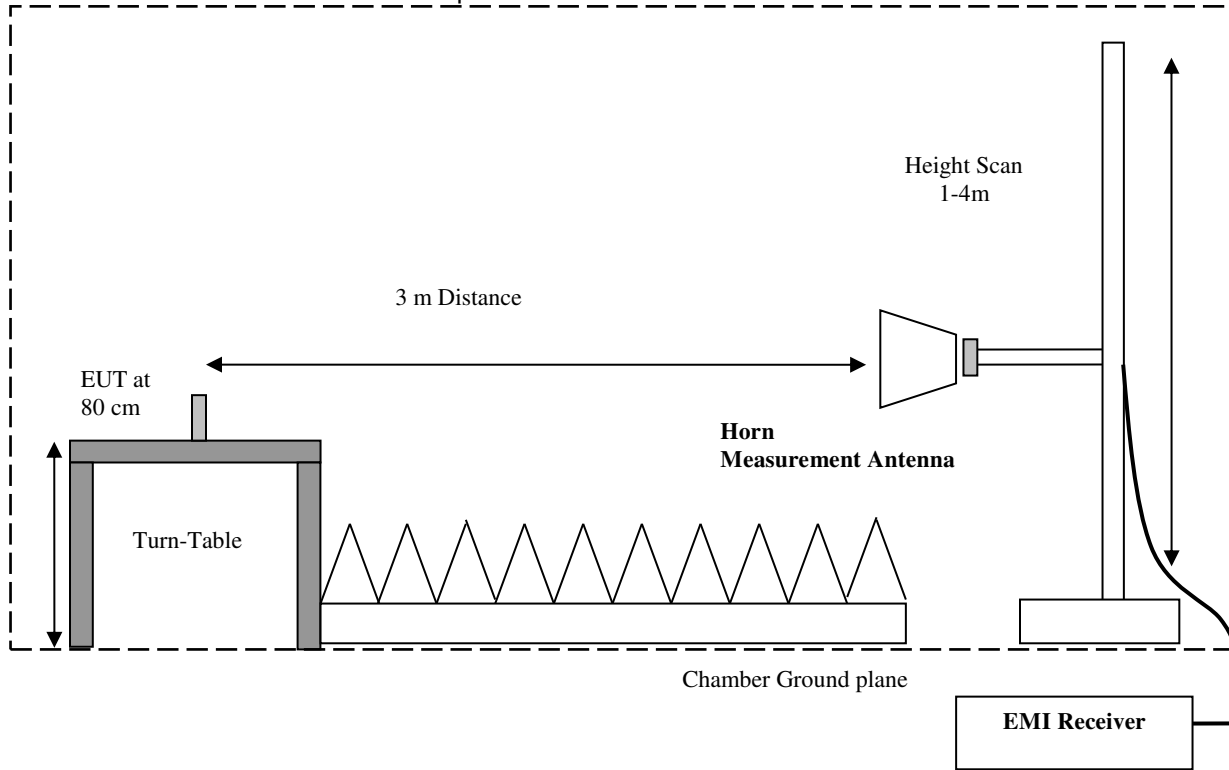 Height Scan
1-4m
3 m Distance
EUT at
80 cm
Horn
Measurement Antenna
Turn-Table
Chamber Ground plane
EMI Receiver